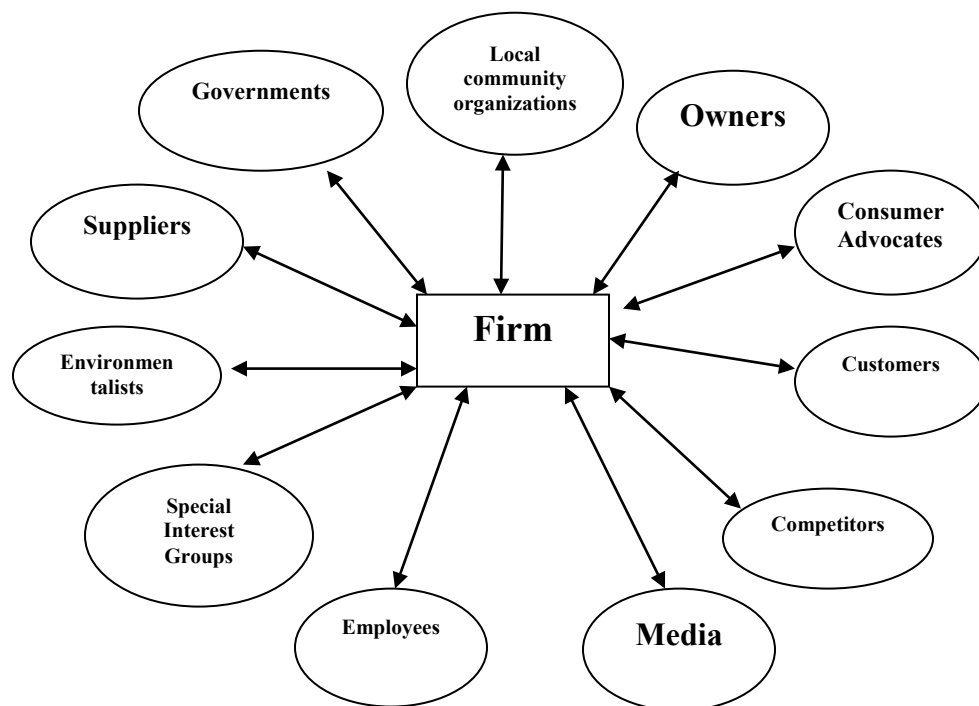 Local
community
organizations
Governments
Owners
Suppliers
Consumer
Advocates
Firm
Environmen
talists
Customers
Special
Interest
Groups
Competitors
Employees
Media